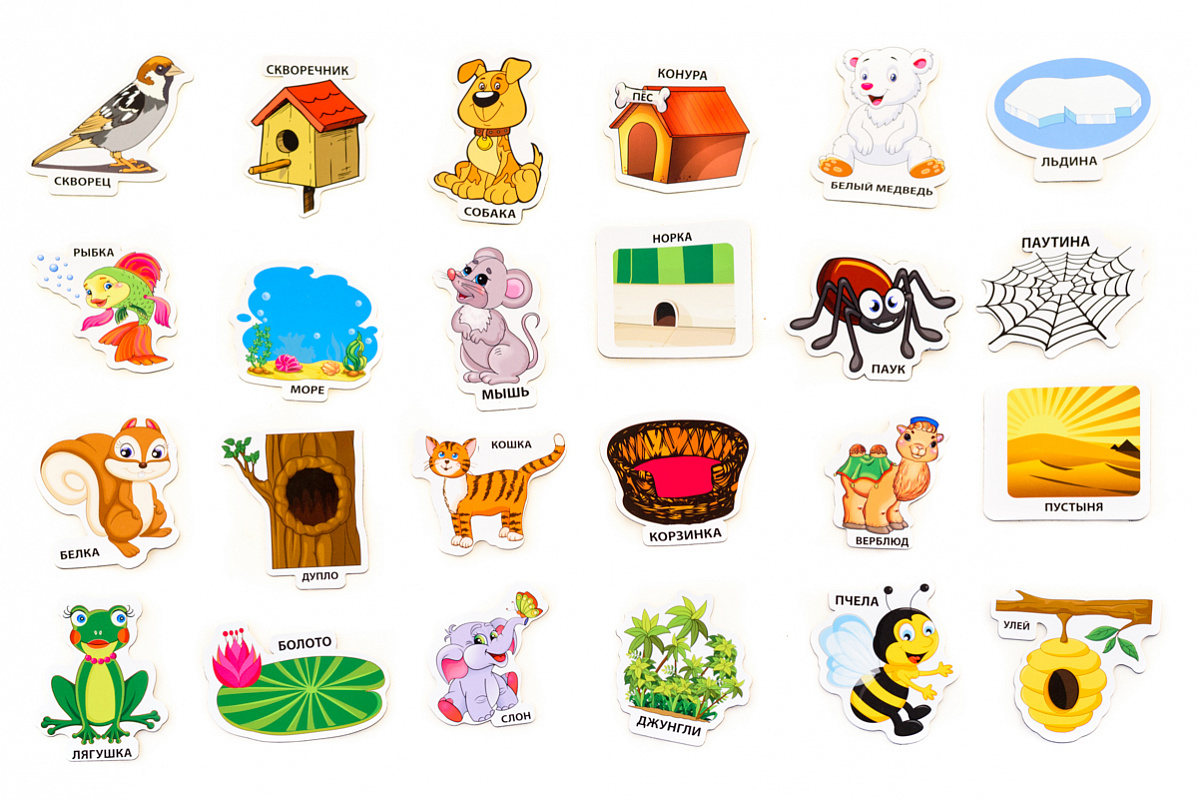 СКВОРЕЦ
СКВОРЕЧНИК
СОБАКА
КОНУРА
ПЁС
БЕЛЫЙ МЕДВЕДЬ
ЛЬДИНА
РЫБКА
МОРЕ
МЫШЬ
НОРКА
ПАУК
ПАУТИНА
БЕЛКА
ДУПЛО
КОШКА
КОРЗИНКА
ВЕРБЛЮД
ПУСТЫНЯ
ЛЯГУШКА
БОЛОТО
СЛОН
ДЖУНГЛИ
ПЧЕЛА
УЛЕЙ